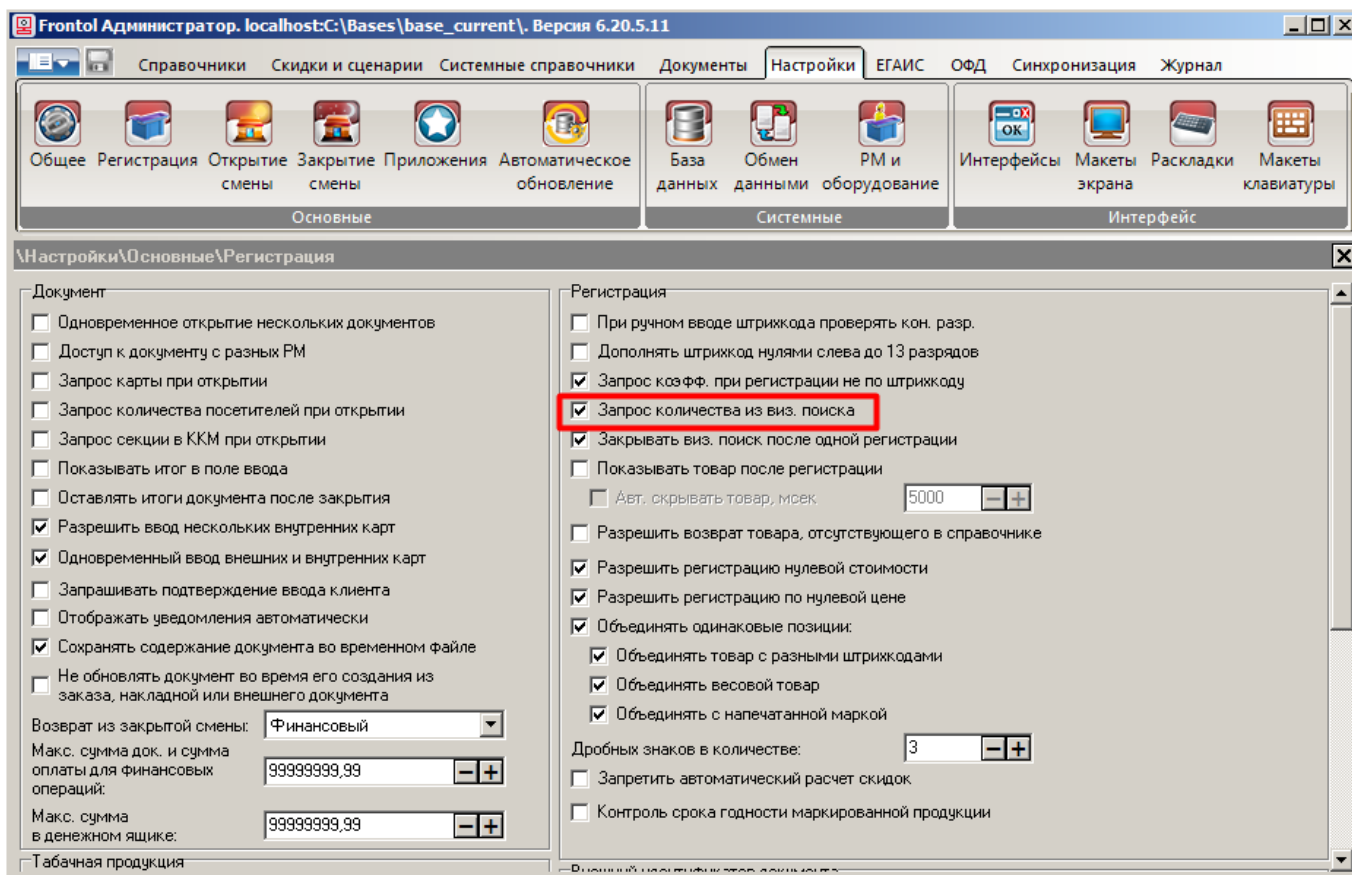 Frontol Администратор. localhost:C:\Bases\base_current\. Версия 6.20.5.11
Справочники Скидки и сценарии Системные справочники Документы Настройки ЕГАИС ОФД Синхронизация Журнал
Общее Регистрация Открытие смены Закрытие смены Приложения Автоматическое обновление База данных Обмен данными РМ и оборудование Интерфейсы Макеты экрана Раскладки Макеты клавиатуры
OK
Основные Системные Интерфейс
\Настройки\Основные\Регистрация
Документ
Одновременное открытие нескольких документов
Доступ к документу с разных РМ
Запрос карты при открытии
Запрос количества посетителей при открытии
Запрос секции в ККМ при открытии
Показывать итог в поле ввода
Оставлять итоги документа после закрытия
Разрешить ввод нескольких внутренних карт
Одновременный ввод внешних и внутренних карт
Запрашивать подтверждение ввода клиента
Отображать уведомления автоматически
Сохранять содержание документа во временном файле
Не обновлять документ во время его создания из
заказа, накладной или внешнего документа
Возврат из закрытой смены: Финансовый
Макс. сумма док. и сумма
оплаты для финансовых
операций:
99999999,99
Макс. сумма
в денежном ящике:
99999999,99
Табачная продукция
Регистрация
При ручном вводе штрихкода проверять кон. разр.
Дополнять штрихкод нулями слева до 13 разрядов
Запрос коэфф. при регистрации не по штрихкоду
Запрос количества из виз. поиска
Закрывать виз. поиск после одной регистрации
Показывать товар после регистрации
Авт. скрывать товар, мсек 5000
Разрешить возврат товара, отсутствующего в справочнике
Разрешить регистрацию нулевой стоимости
Разрешить регистрацию по нулевой цене
Объединять одинаковые позиции:
Объединять товар с разными штрихкодами
Объединять весовой товар
Объединять с напечатанной маркой
Дробных знаков в количестве: 3
Запретить автоматический расчет скидок
Контроль срока годности маркированной продукции
Внешний идентификатор документа